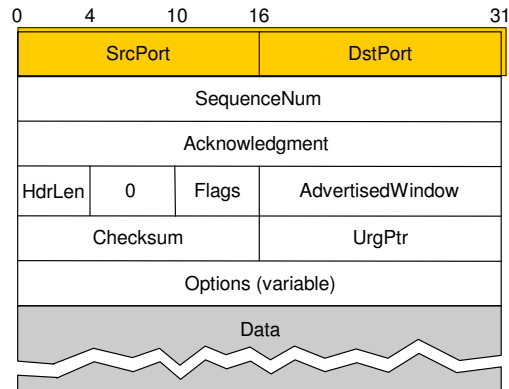 0 4 10 16 31
SrcPort DstPort
SequenceNum
Acknowledgment
HdrLen 0 Flags AdvertisedWindow
Checksum UrgPtr
Options (variable)
Data